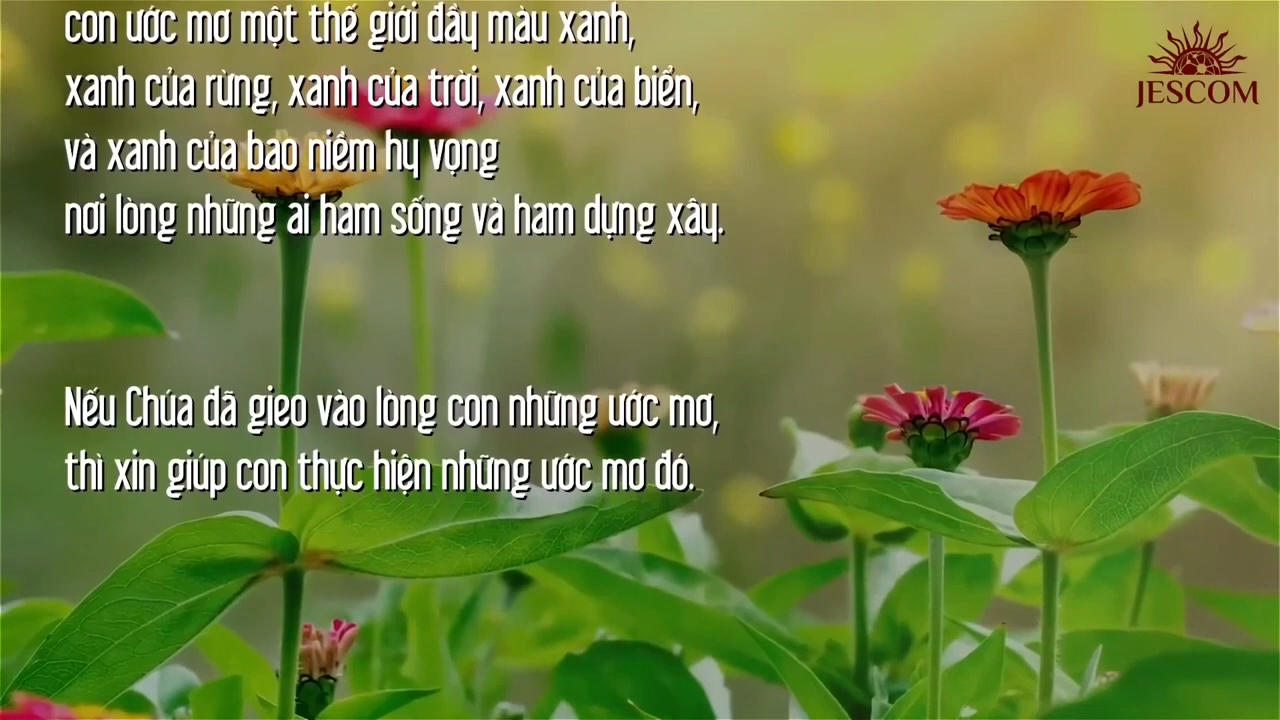 con ước mơ một thế giới đầy màu xanh,
xanh của rừng, xanh của trời, xanh của biển,
và xanh của bao niềm hy vọng
nơi lòng những ai ham sống và ham dựng xây.
Nếu Chúa đã gieo vào lòng con những ước mơ,
thì xin giúp con thực hiện những ước mơ đó.
JESCOM